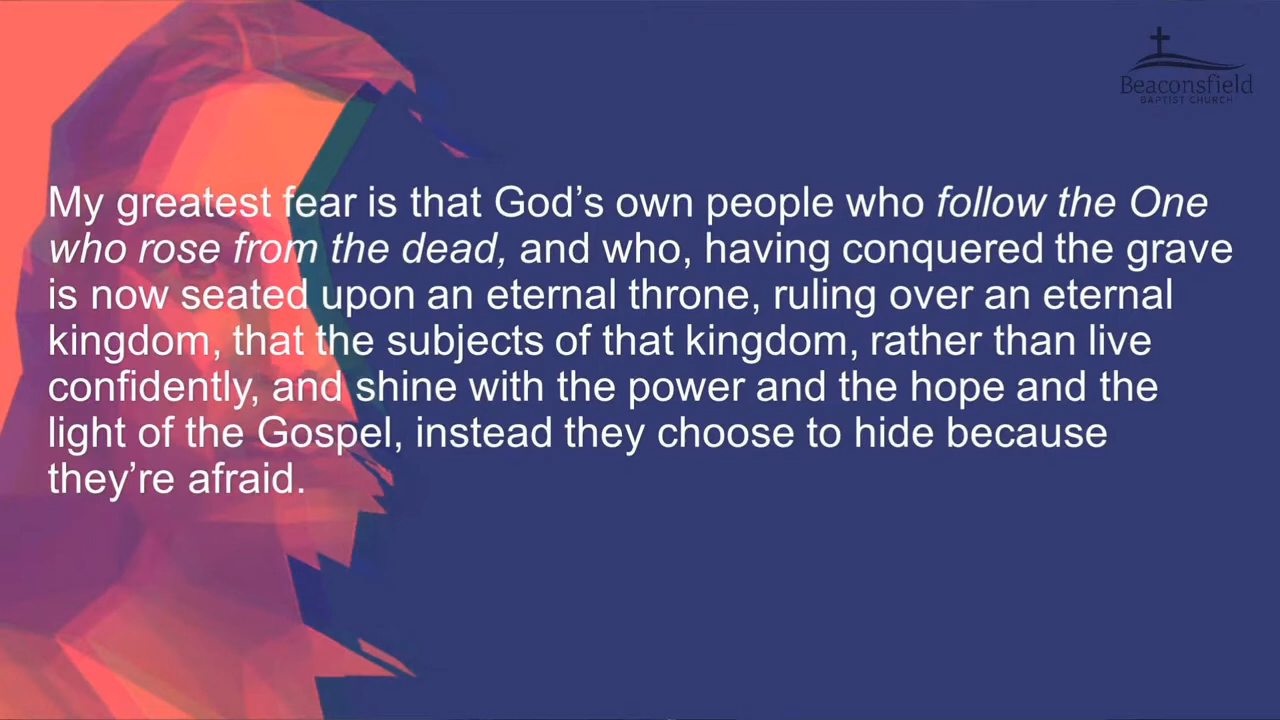 Beaconsfield
BAPTIST CHURCH
My greatest fear is that God’s own people who follow the One
who rose from the dead, and who, having conquered the grave
is now seated upon an eternal throne, ruling over an eternal
kingdom, that the subjects of that kingdom, rather than live
confidently, and shine with the power and the hope and the
light of the Gospel, instead they choose to hide because
they’re afraid.